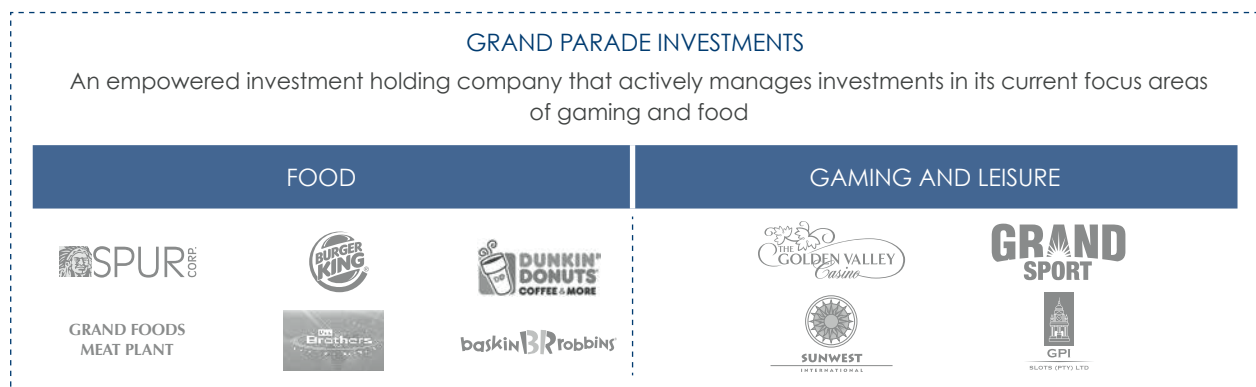 GRAND PARADE INVESTMENTS
An empowered investment holding company that actively manages investments in its current focus areas
of gaming and food
FOOD
GAMING AND LEISURE
SPUR CORP.
BURGER
KING®
DUNKIN'
DONUTS
COFFEE & MORE
DD
GRAND FOODS
MEAT PLANT
Brothers
baskin BR robbins
THE
GOLDEN VALLEY
Casino
GRAND
SPORT
SUNWEST
INTERNATIONAL
GPI
SLOTS (PTY) LTD